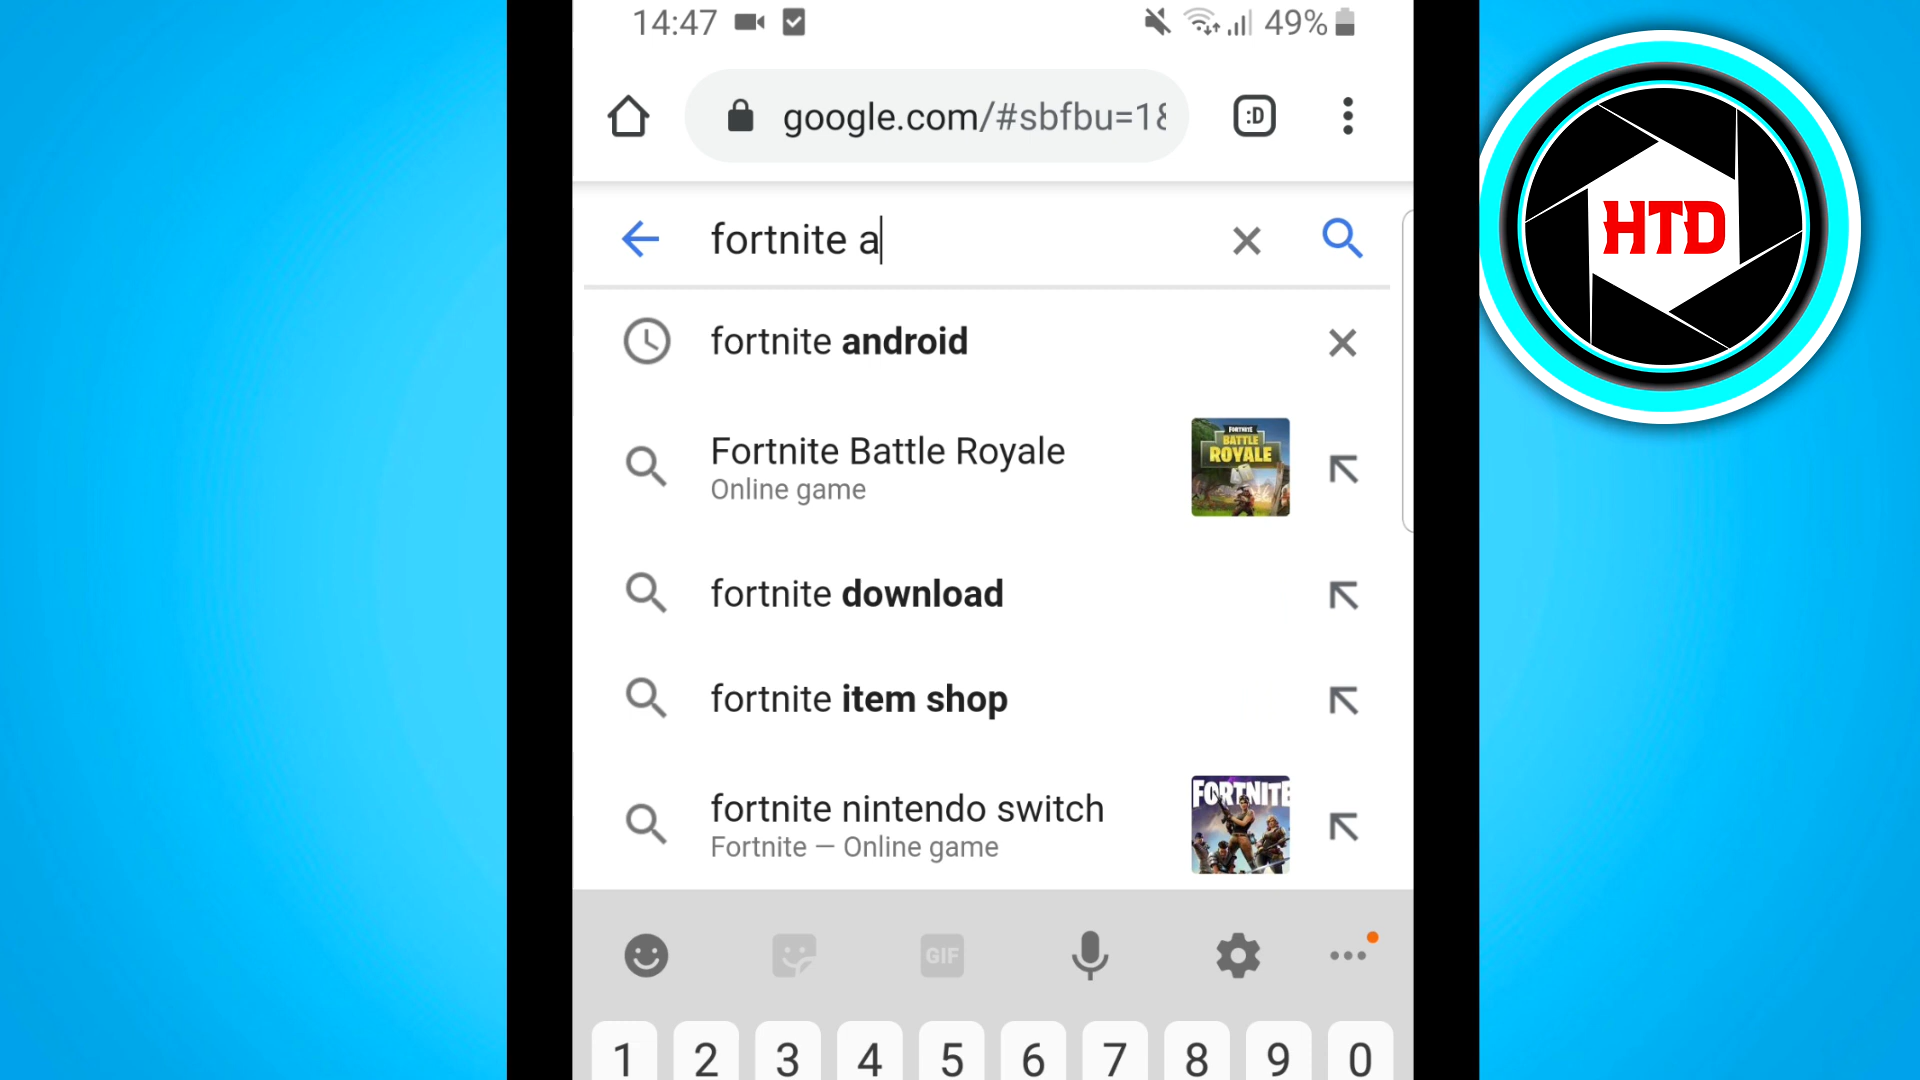 14:47
49%
google.com/#sbfbu=1&
:D
HTD
fortnite a
fortnite android
Fortnite Battle Royale
Online game
FORTNITE
BATTLE
ROYALE
fortnite download
fortnite item shop
fortnite nintendo switch
Fortnite — Online game
FORTNITE
GIF
1 2 3 4 5 6 7 8 9 0